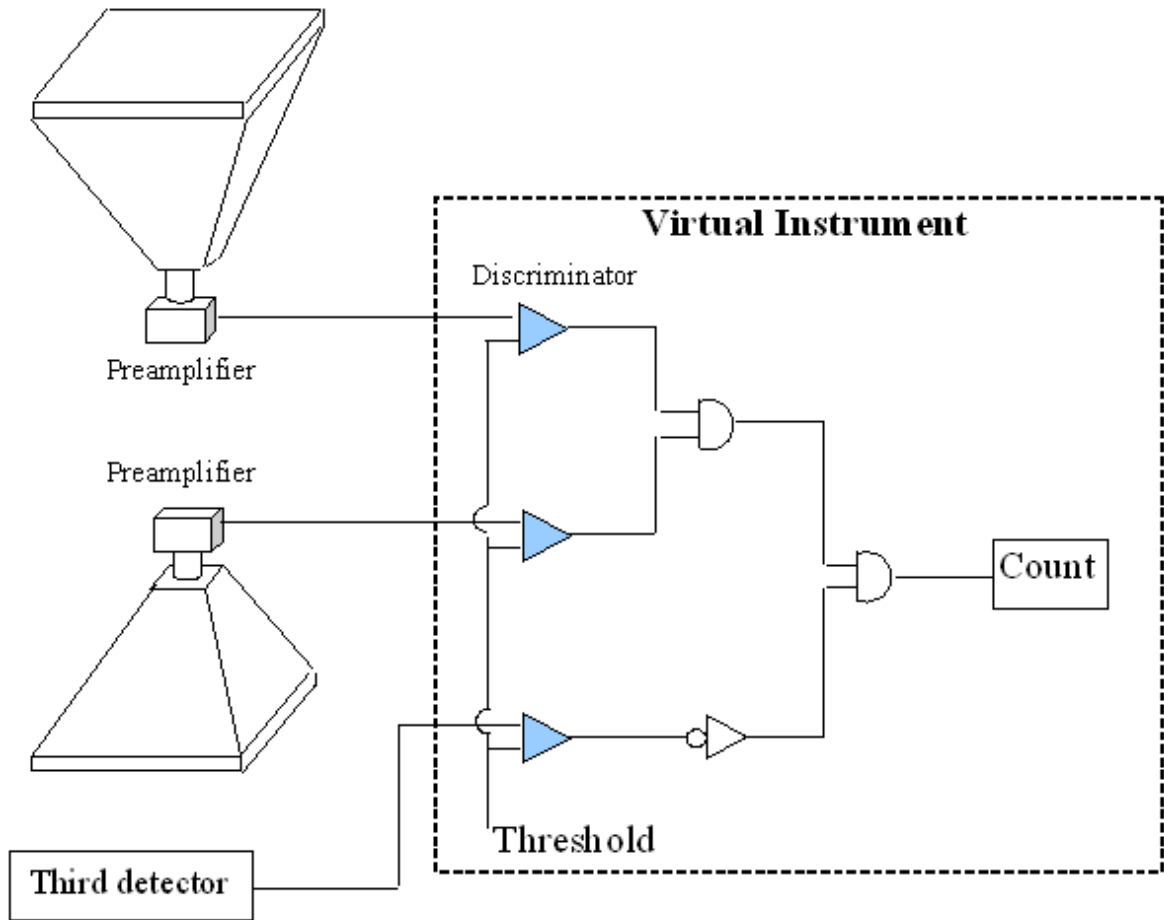 Virtual Instrument
Discriminator
Preamplifier
Preamplifier
Count
Threshold
Third detector